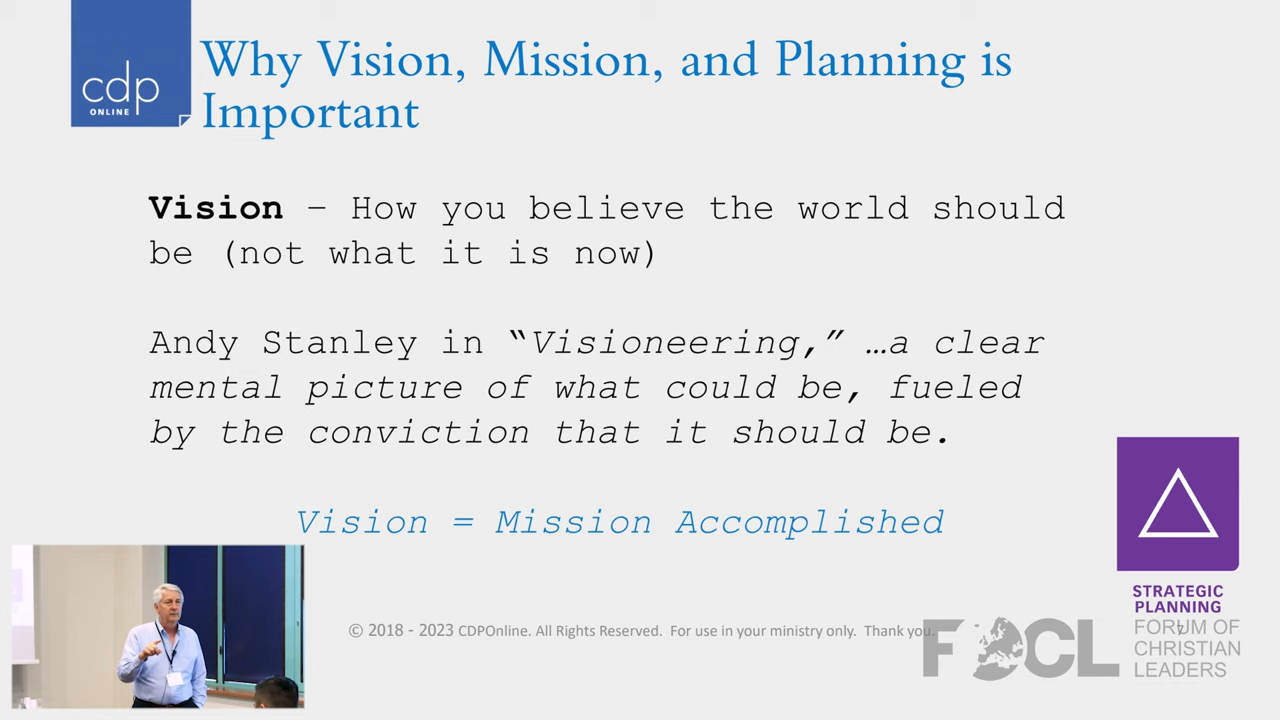 cdp
ONLINE
Why Vision, Mission, and Planning is
Important
Vision – How you believe the world should
be (not what it is now)
Andy Stanley in “Visioneering,” …a clear
mental picture of what could be, fueled
by the conviction that it should be.
Vision = Mission Accomplished
© 2018 - 2023 CDPOnline. All Rights Reserved. For use in your ministry only. Thank you.
7
STRATEGIC
PLANNING
FOCL
FORUM OF
CHRISTIAN
LEADERS